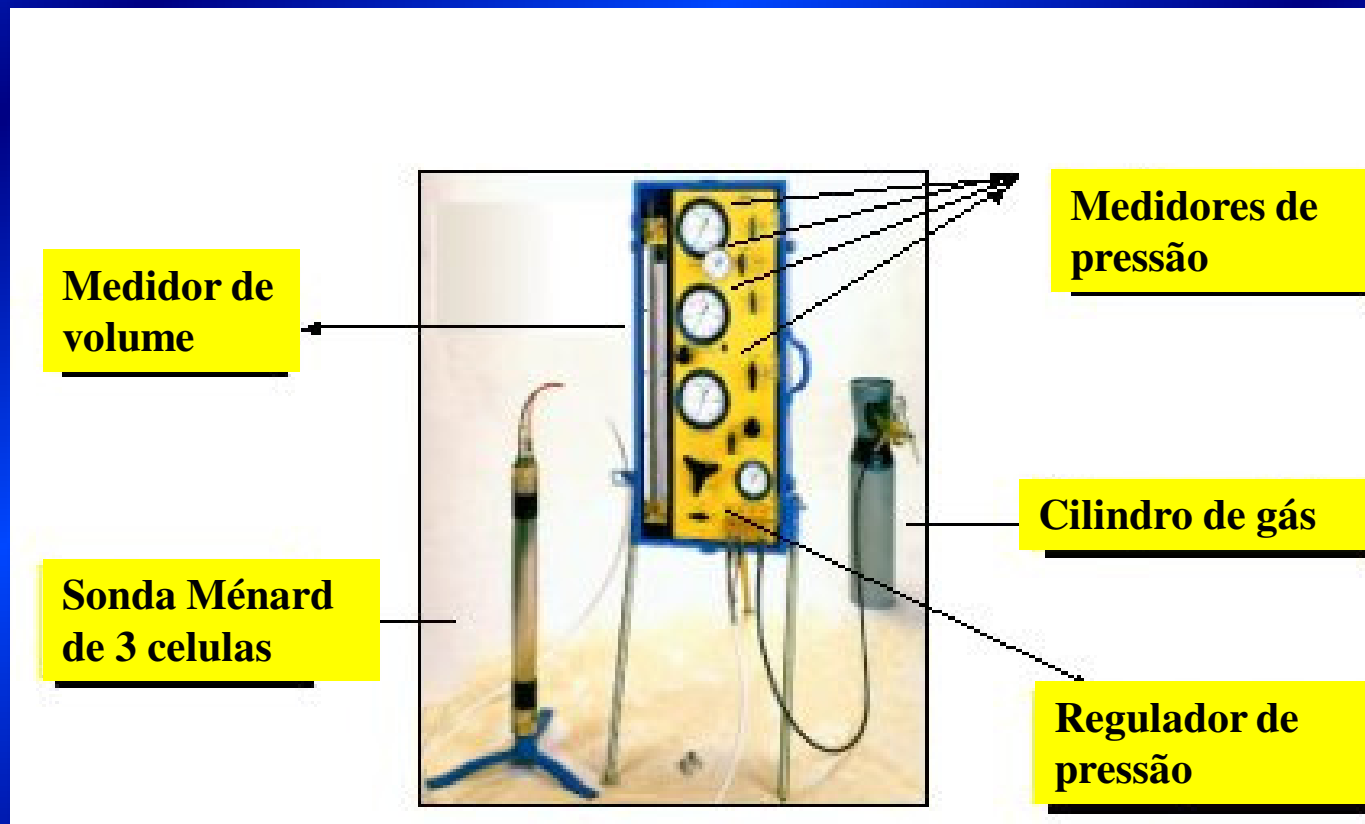 Medidor de
volume
Sonda Ménard
de 3 celulas
Medidores de
pressão
Cilindro de gás
Regulador de
pressão